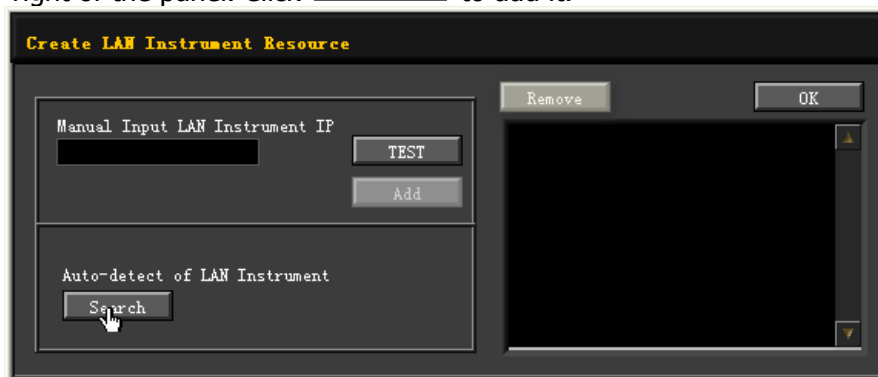 Create LAN Instrument Resource
Remove
OK
Manual Input LAN Instrument IP
TEST
Add
Auto-detect of LAN Instrument
Search